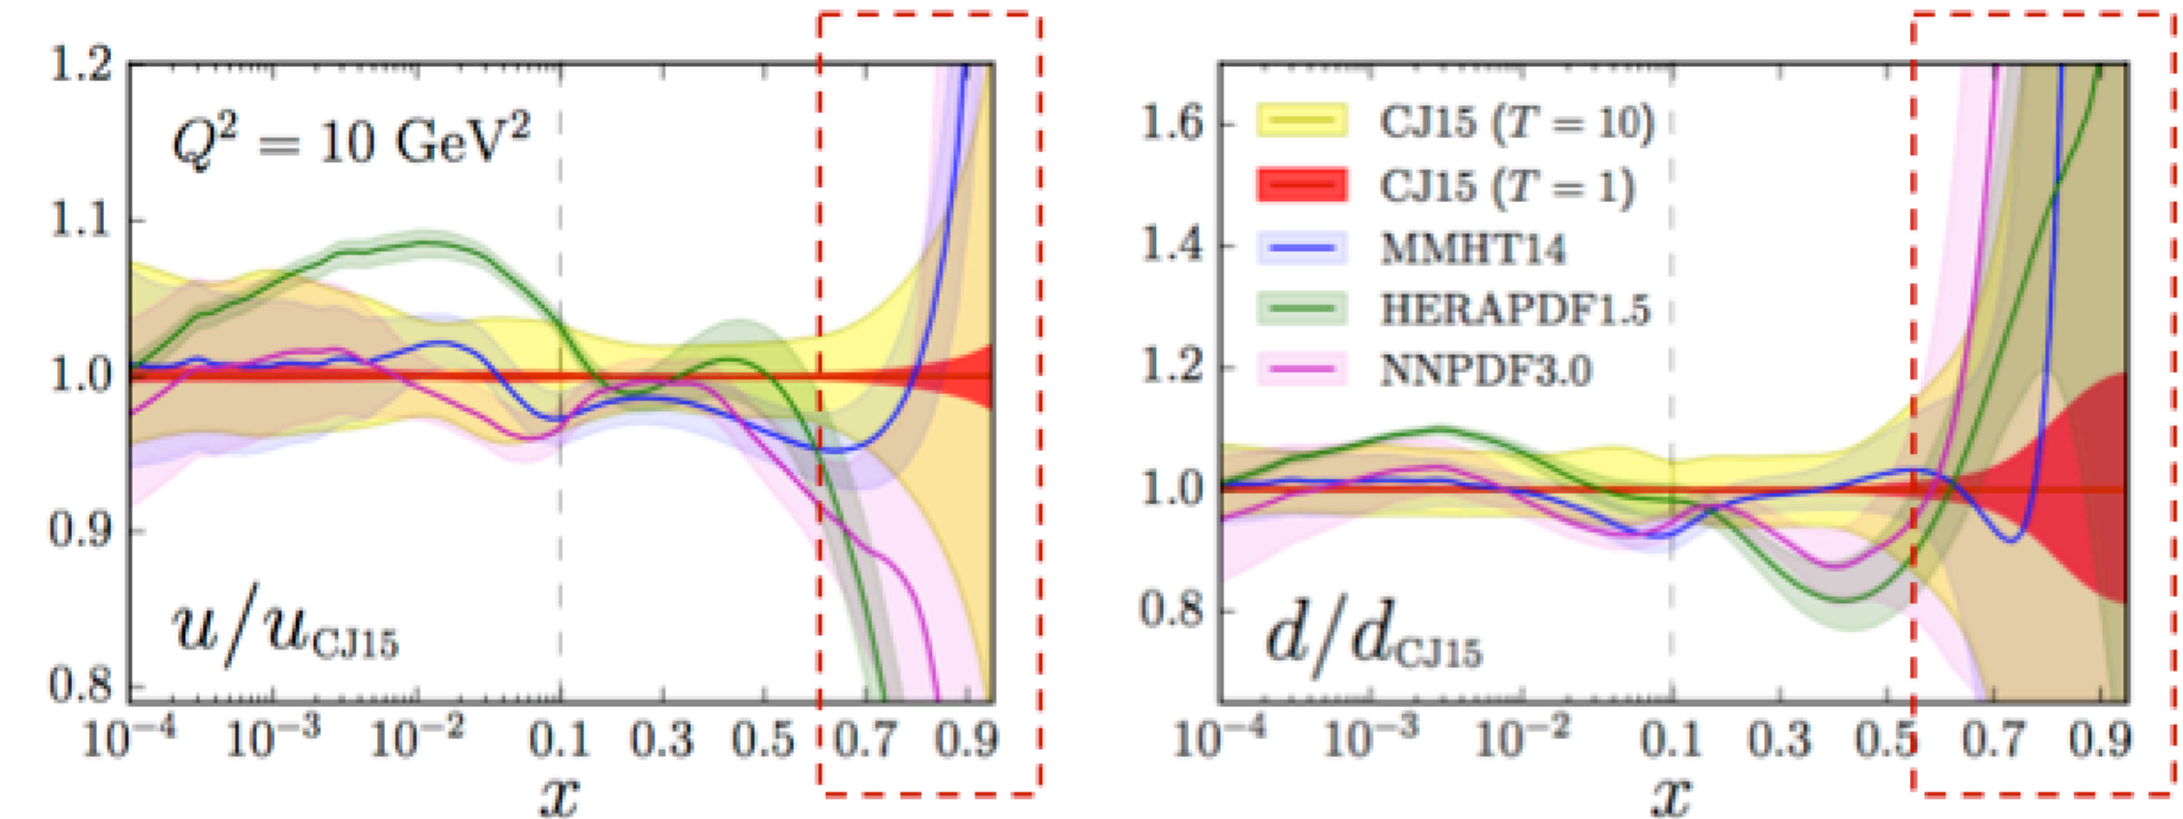 1.2
1.1
1.0
0.9
0.8
Q² = 10 GeV²
u/u_CJ15
10⁻⁴ 10⁻³ 10⁻² 0.1 0.3 0.5 0.7 0.9
x
1.6
1.4
1.2
1.0
0.8
CJ15 (T = 10)
CJ15 (T = 1)
MMHT14
HERAPDF1.5
NNPDF3.0
d/d_CJ15
10⁻⁴ 10⁻³ 10⁻² 0.1 0.3 0.5 0.7 0.9
x